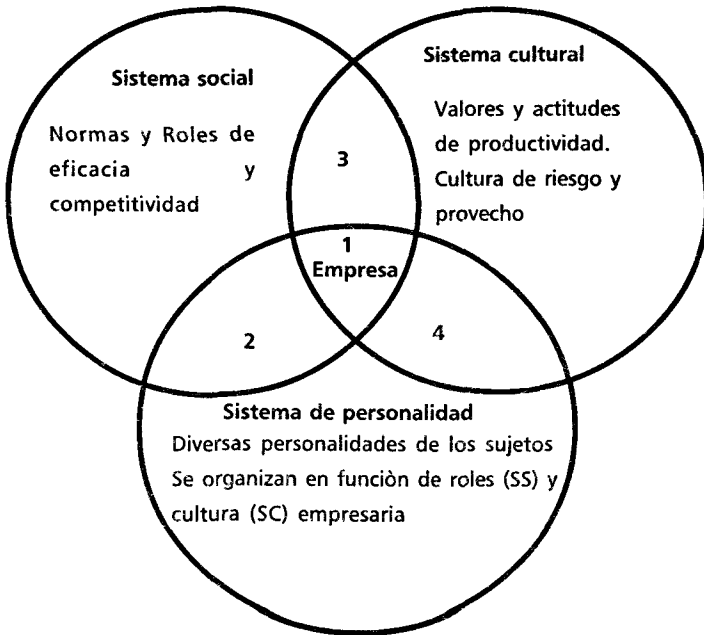 Sistema social
Normas y Roles de
eficacia y
competitividad
Sistema cultural
Valores y actitudes
de productividad.
Cultura de riesgo y
provecho
3
1
Empresa
2
4
Sistema de personalidad
Diversas personalidades de los sujetos
Se organizan en funciòn de roles (SS) y
cultura (SC) empresaria